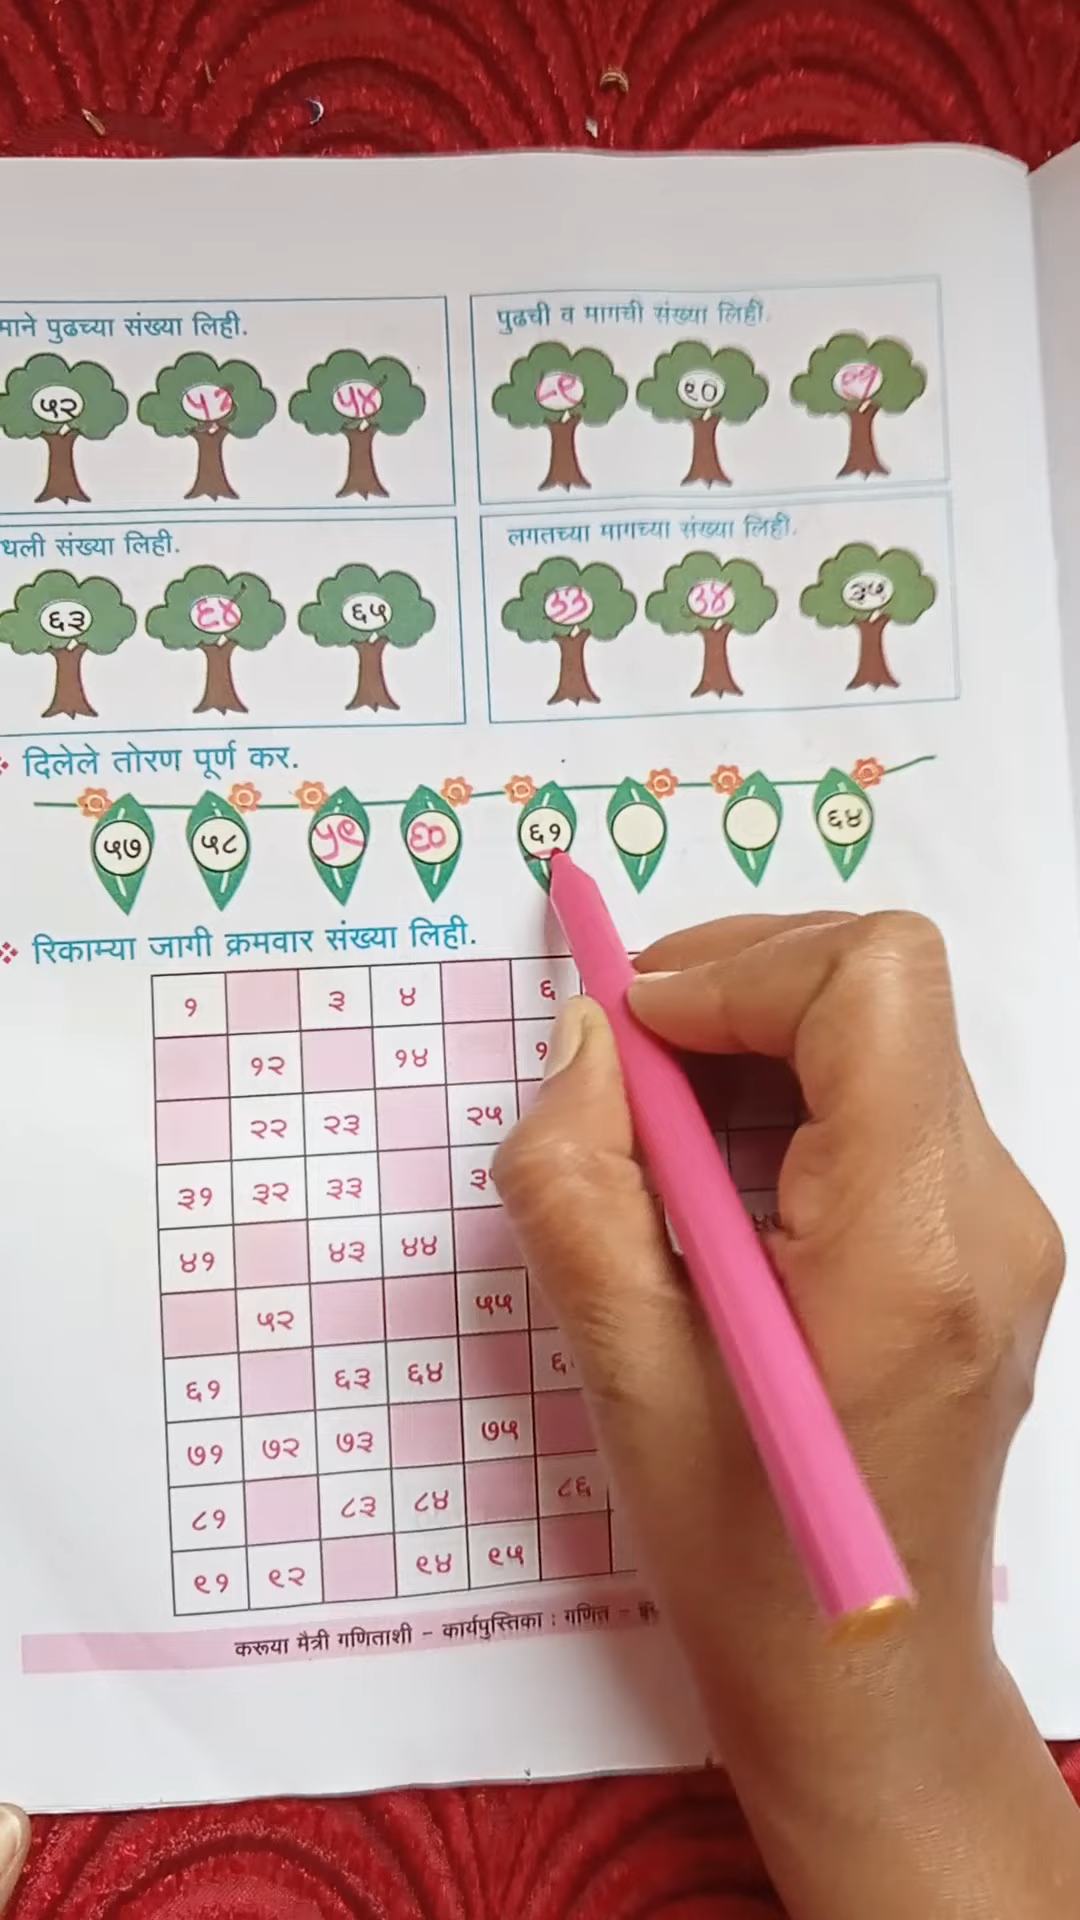 माने पुढच्या संख्या लिही.
५२ ५३ ५४
पुढची व मागची संख्या लिही.
८९ ९० ९१
धली संख्या लिही.
६३ ६४ ६५
लगतच्या मागच्या संख्या लिही.
३३ ३४ ३५
दिलेले तोरण पूर्ण कर.
५७ ५८ ५९ ६० ६१ ६४
रिकाम्या जागी क्रमवार संख्या लिही.
१ ३ ४ ६
१२ १४
२२ २३ २५
३१ ३२ ३३
४१ ४३ ४४
५२ ५५
६१ ६३ ६४
७१ ७२ ७३ ७५
८१ ८३ ८४ ८६
९१ ९२ ९४ ९५
करूया मैत्री गणिताशी – कार्यपुस्तिका : गणित –